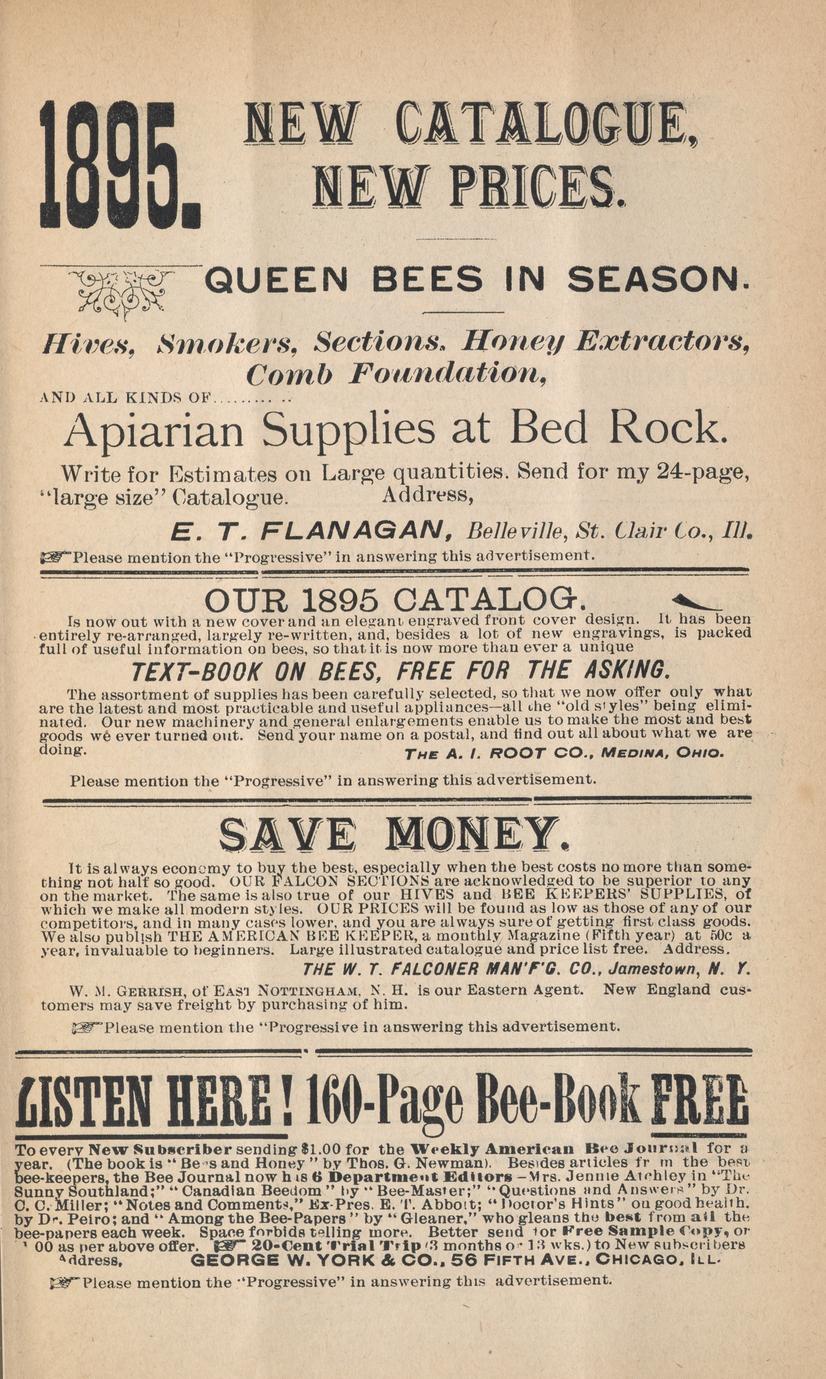 1895.
NEW CATALOGUE,
NEW PRICES.
QUEEN BEES IN SEASON.
Hives, Smokers, Sections. Honey Extractors,
Comb Foundation,
AND ALL KINDS OF......... ..
Apiarian Supplies at Bed Rock.
Write for Estimates on Large quantities. Send for my 24-page,
"large size" Catalogue. Address,
E. T. FLANAGAN, Belleville, St. Clair Co., Ill.
☞Please mention the "Progressive" in answering this advertisement.
OUR 1895 CATALOG.
Is now out with a new cover and an elegant engraved front cover design. It has been
entirely re-arranged, largely re-written, and, besides a lot of new engravings, is packed
full of useful information on bees, so that it is now more than ever a unique
TEXT-BOOK ON BEES, FREE FOR THE ASKING.
The assortment of supplies has been carefully selected, so that we now offer only what
are the latest and most practicable and useful appliances—all the "old styles" being elimi-
nated. Our new machinery and general enlargements enable us to make the most and best
goods we ever turned out. Send your name on a postal, and find out all about what we are
doing. THE A. I. ROOT CO., MEDINA, OHIO.
Please mention the "Progressive" in answering this advertisement.
SAVE MONEY.
It is always economy to buy the best, especially when the best costs no more than some-
thing not half so good. OUR FALCON SECTIONS are acknowledged to be superior to any
on the market. The same is also true of our HIVES and BEE KEEPERS' SUPPLIES, of
which we make all modern styles. OUR PRICES will be found as low as those of any of our
competitors, and in many cases lower, and you are always sure of getting first class goods.
We also publish THE AMERICAN BEE KEEPER, a monthly Magazine (Fifth year) at 50c a
year, invaluable to beginners. Large illustrated catalogue and price list free. Address.
THE W. T. FALCONER MAN'F'G. CO., Jamestown, N. Y.
W. M. GERRISH, of EAST NOTTINGHAM, N. H. is our Eastern Agent. New England cus-
tomers may save freight by purchasing of him.
☞Please mention the "Progressive in answering this advertisement.
LISTEN HERE! 160-Page Bee-Book FREE
To every New Subscriber sending $1.00 for the Weekly American Bee Journal for a
year. (The book is "Bees and Honey" by Thos. G. Newman). Besides articles from the best
bee-keepers, the Bee Journal now has 6 Department Editors—Mrs. Jennie Atchley in "The
Sunny Southland;" "Canadian Beedom" by "Bee-Master;" "Questions and Answers" by Dr.
C. C. Miller; "Notes and Comments," Ex-Pres. E. T. Abbott; "Doctor's Hints" on good health.
by Dr. Peiro; and "Among the Bee-Papers" by "Gleaner," who gleans the best from all the
bee-papers each week. Space forbids telling more. Better send for Free Sample Copy, or
00 as per above offer. ☞ 20-Cent Trial Trip (3 months or 13 wks.) to New subscribers
Address, GEORGE W. YORK & CO., 56 FIFTH AVE., CHICAGO, ILL.
☞Please mention the "Progressive" in answering this advertisement.